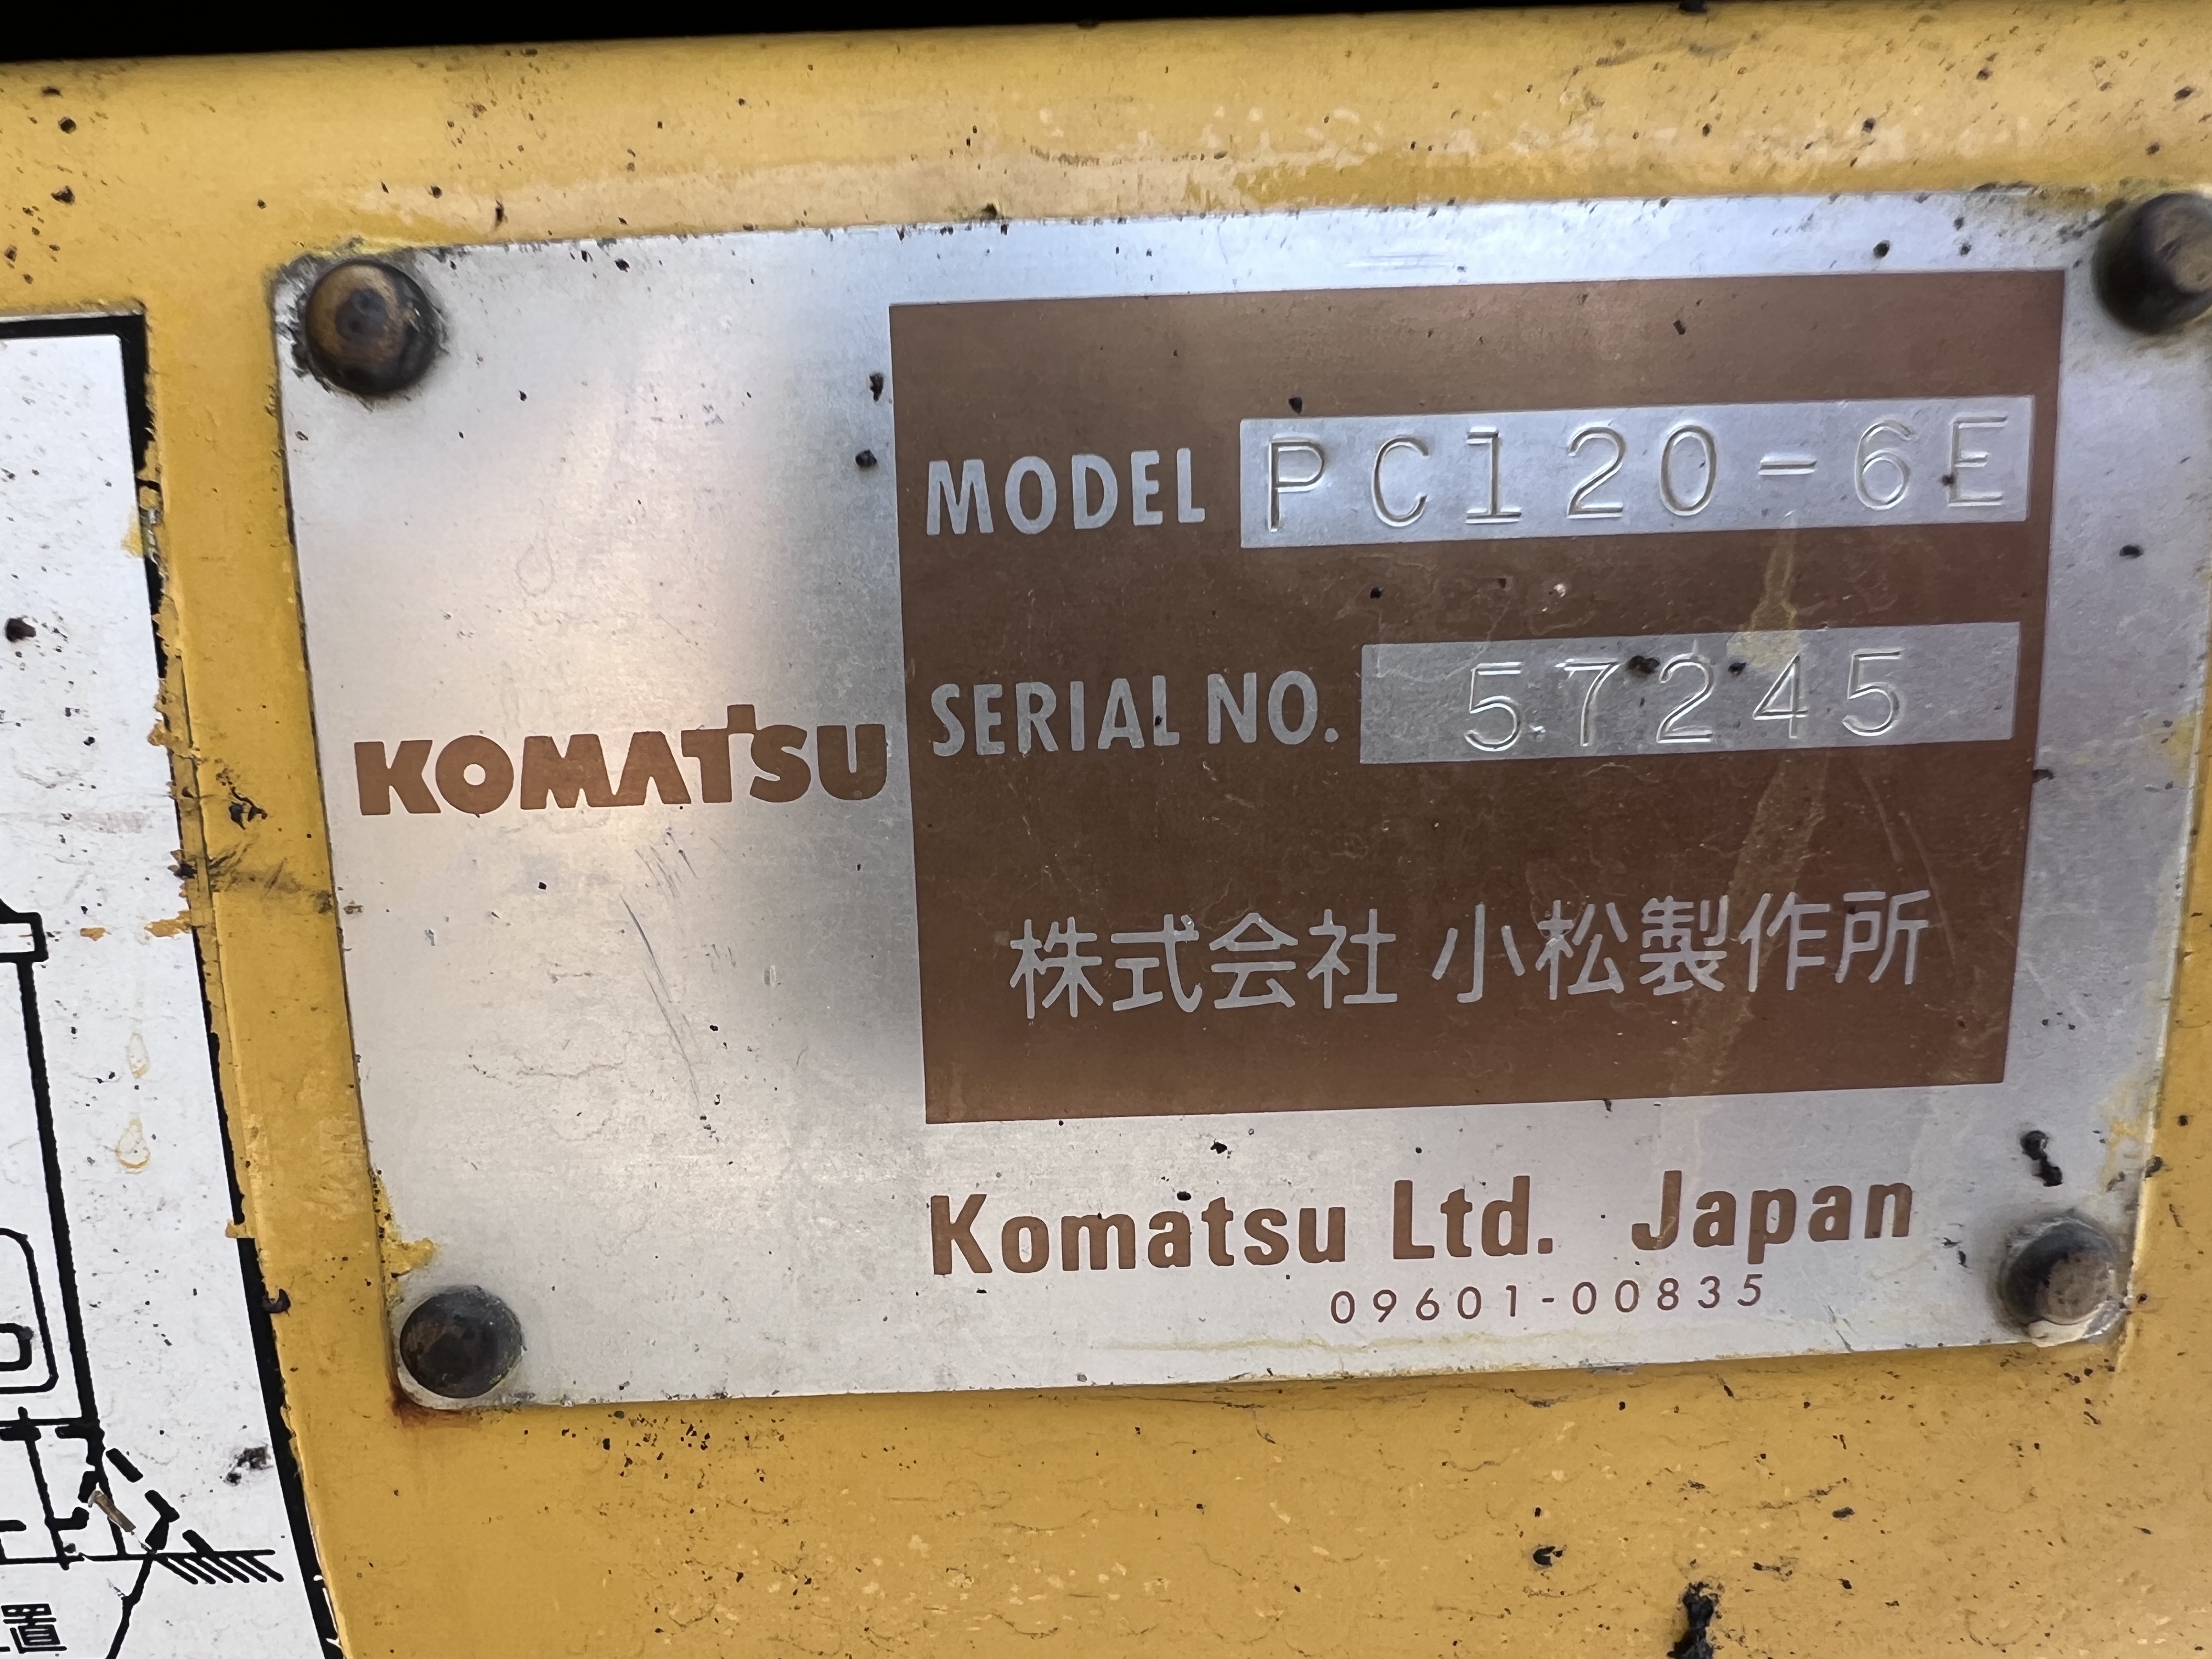 KOMATSU
MODEL PC120-6E
SERIAL NO. 57245
株式会社 小松製作所
Komatsu Ltd. Japan
09601-00835
置